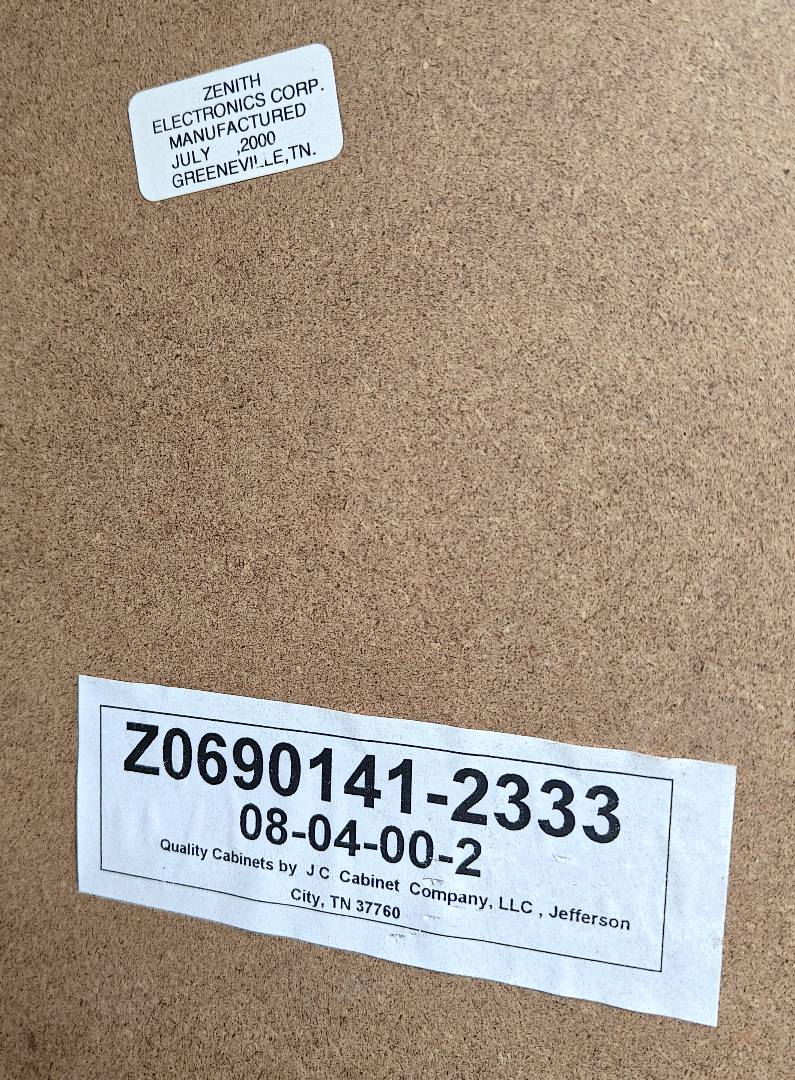 ZENITH
ELECTRONICS CORP.
MANUFACTURED
JULY ,2000
GREENEVILLE,TN.
Z0690141-2333
08-04-00-2
Quality Cabinets by J C Cabinet Company, LLC , Jefferson
City, TN 37760